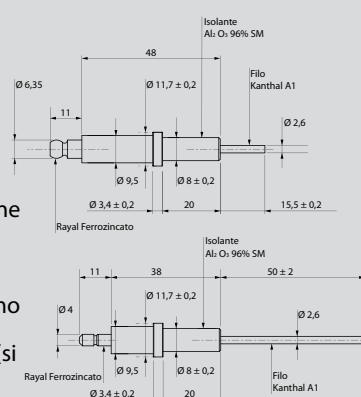 Isolante
Al₂ O₃ 96% SM
48
Filo
Kanthal A1
Ø 6,35
Ø 11,7 ± 0,2
11
Ø 2,6
Ø 9,5
Ø 8 ± 0,2
ne
Ø 3,4 ± 0,2
20
15,5 ± 0,2
Rayal Ferrozincato
Isolante
Al₂ O₃ 96% SM
11
38
50 ± 2
Ø 11,7 ± 0,2
no
Ø 4
Ø 2,6
(si
Rayal Ferrozincato
Ø 9,5
Ø 8 ± 0,2
Filo
Kanthal A1
Ø 3,4 ± 0,2
20